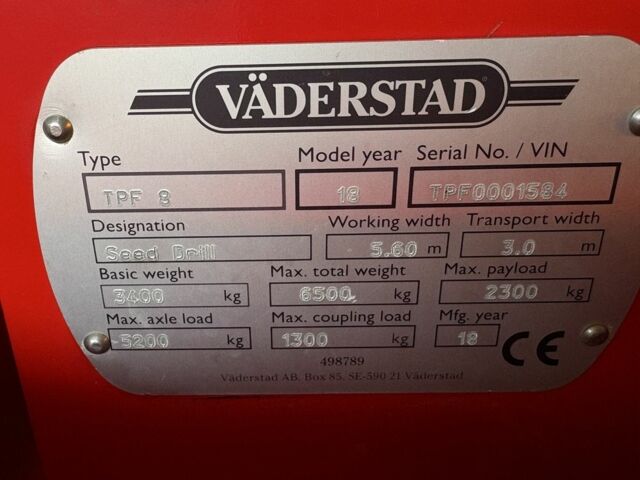 VÄDERSTAD
Type Model year Serial No. / VIN
TPF 8 18 TPF0001584
Designation Working width Transport width
Seed Drill 5.60 m 3.0 m
Basic weight Max. total weight Max. payload
3400 kg 6500 kg 2300 kg
Max. axle load Max. coupling load Mfg. year
5200 kg 1300 kg 18 CE
498789
Väderstad AB, Box 85, SE-590 21 Väderstad